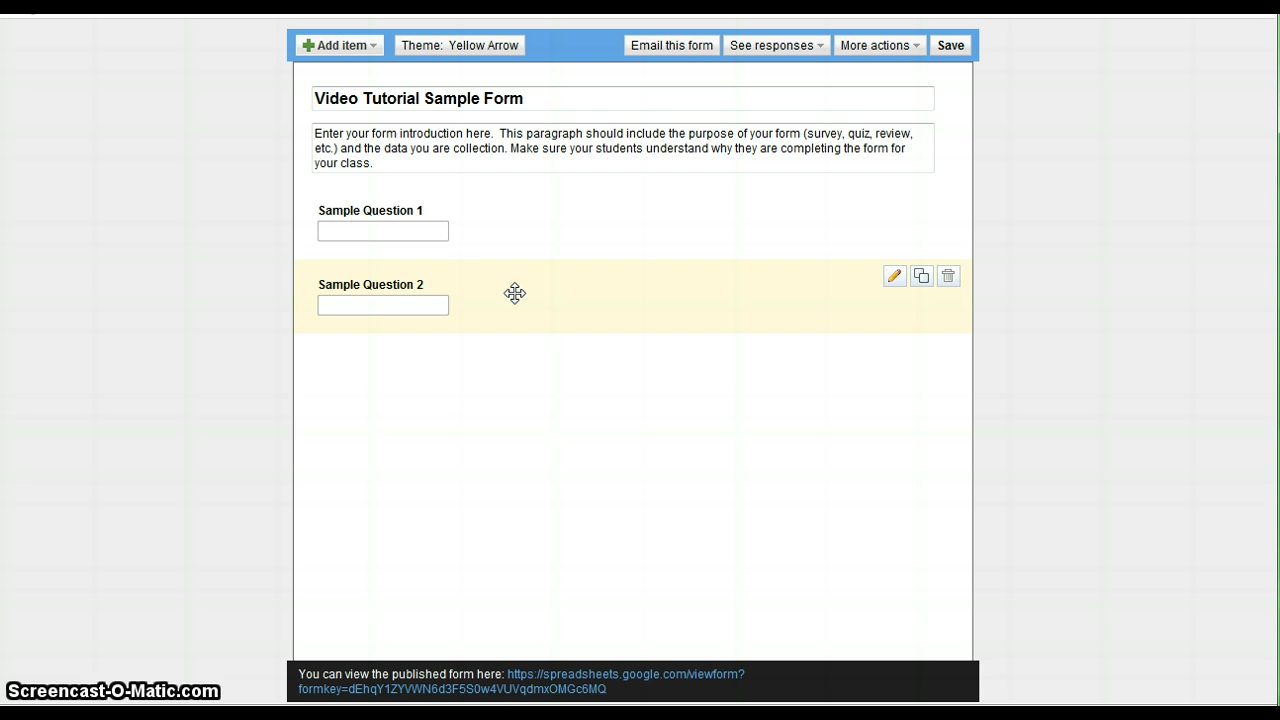 Add item
Theme: Yellow Arrow
Email this form
See responses
More actions
Save
Video Tutorial Sample Form
Enter your form introduction here. This paragraph should include the purpose of your form (survey, quiz, review,
etc.) and the data you are collection. Make sure your students understand why they are completing the form for
your class.
Sample Question 1
Sample Question 2
You can view the published form here: https://spreadsheets.google.com/viewform?
formkey=dEhqY1ZYVWN6d3F5S0w4VUVqdmxOMGc6MQ
Screencast-O-Matic.com